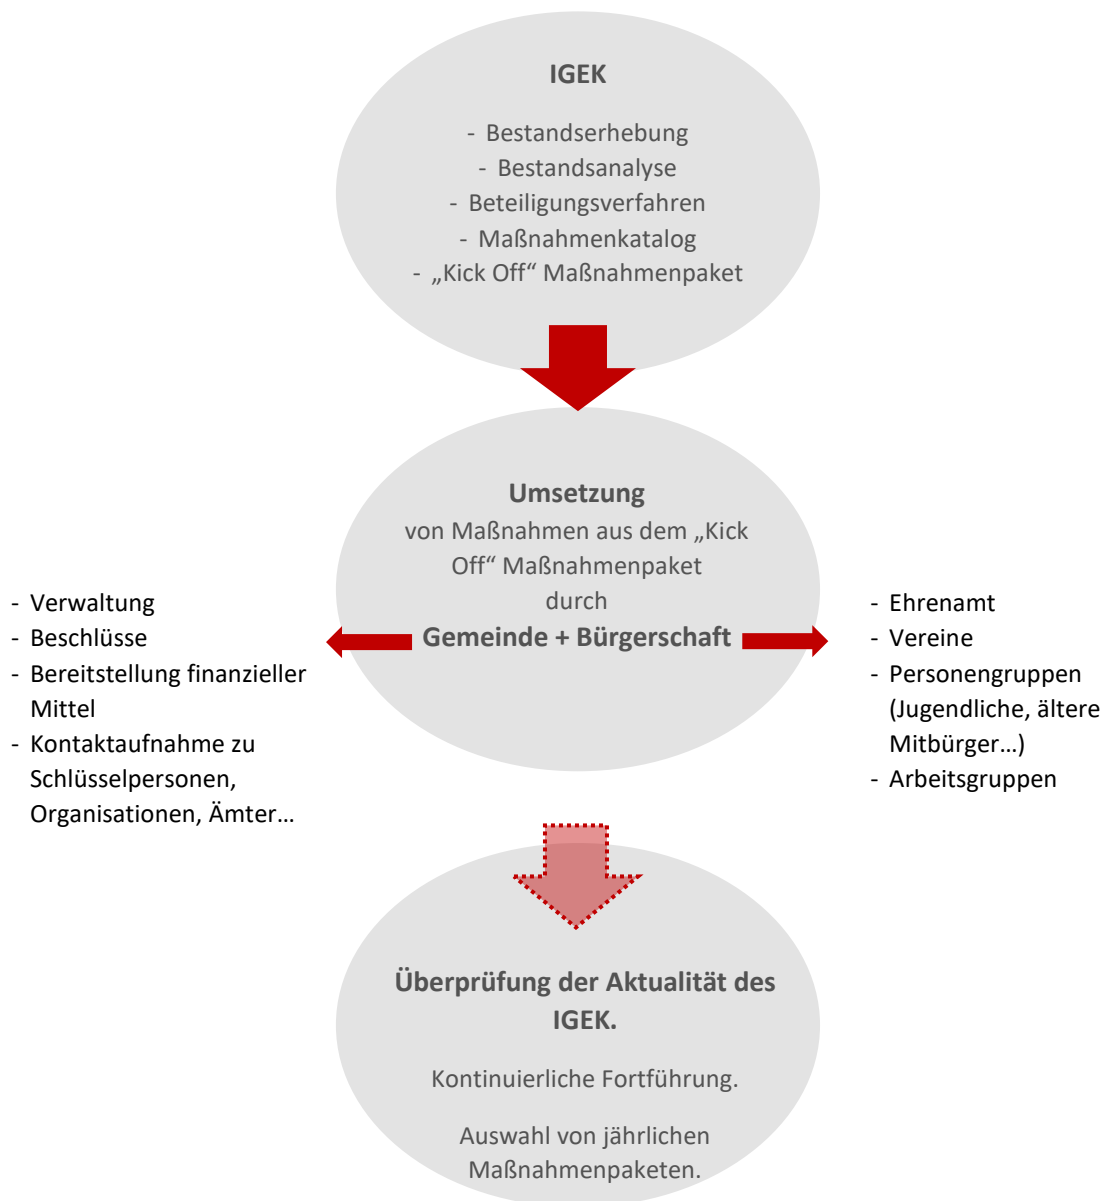 IGEK
- Bestandserhebung
- Bestandsanalyse
- Beteiligungsverfahren
- Maßnahmenkatalog
- „Kick Off“ Maßnahmenpaket
Umsetzung
von Maßnahmen aus dem „Kick
Off“ Maßnahmenpaket
durch
Gemeinde + Bürgerschaft
- Verwaltung
- Beschlüsse
- Bereitstellung finanzieller
Mittel
- Kontaktaufnahme zu
Schlüsselpersonen,
Organisationen, Ämter…
- Ehrenamt
- Vereine
- Personengruppen
(Jugendliche, ältere
Mitbürger…)
- Arbeitsgruppen
Überprüfung der Aktualität des
IGEK.
Kontinuierliche Fortführung.
Auswahl von jährlichen
Maßnahmenpaketen.